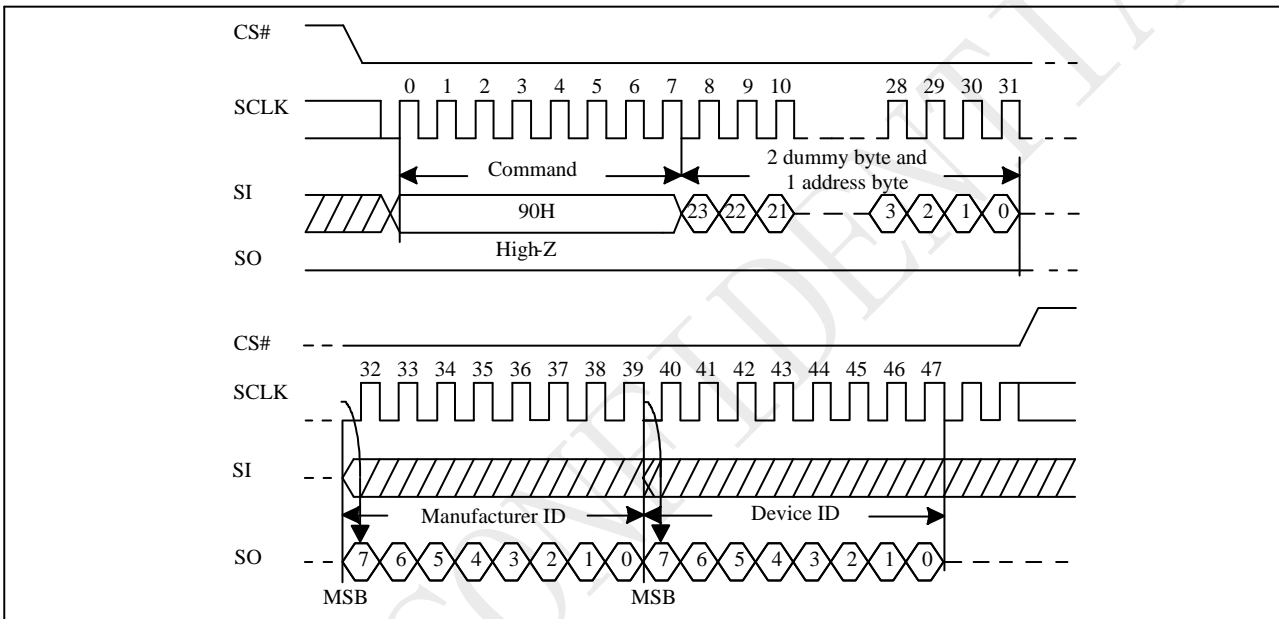 CS#
0 1 2 3 4 5 6 7 8 9 10 28 29 30 31
SCLK
Command
2 dummy byte and
1 address byte
SI
90H
23 22 21 3 2 1 0
High-Z
SO
CS#
32 33 34 35 36 37 38 39 40 41 42 43 44 45 46 47
SCLK
SI
Manufacturer ID
Device ID
SO
7 6 5 4 3 2 1 0 7 6 5 4 3 2 1 0
MSB
MSB
CONFIDENTIA